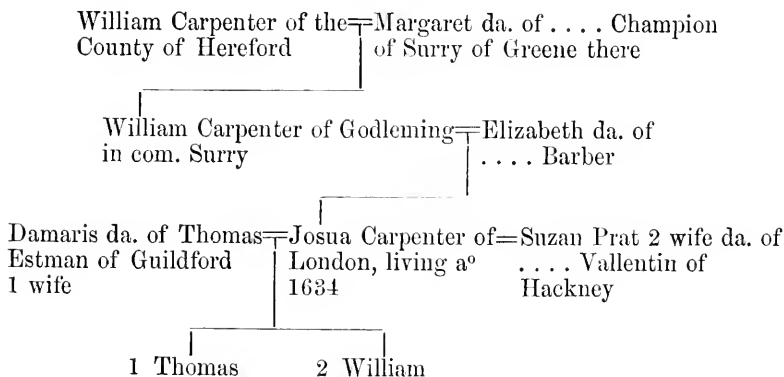 William Carpenter of the=Margaret da. of .... Champion
County of Hereford of Surry of Greene there
William Carpenter of Godleming=Elizabeth da. of
in com. Surry .... Barber
Damaris da. of Thomas=Josua Carpenter of=Suzan Prat 2 wife da. of
Estman of Guildford London, living aº .... Vallentin of
1 wife 1634 Hackney
1 Thomas 2 William